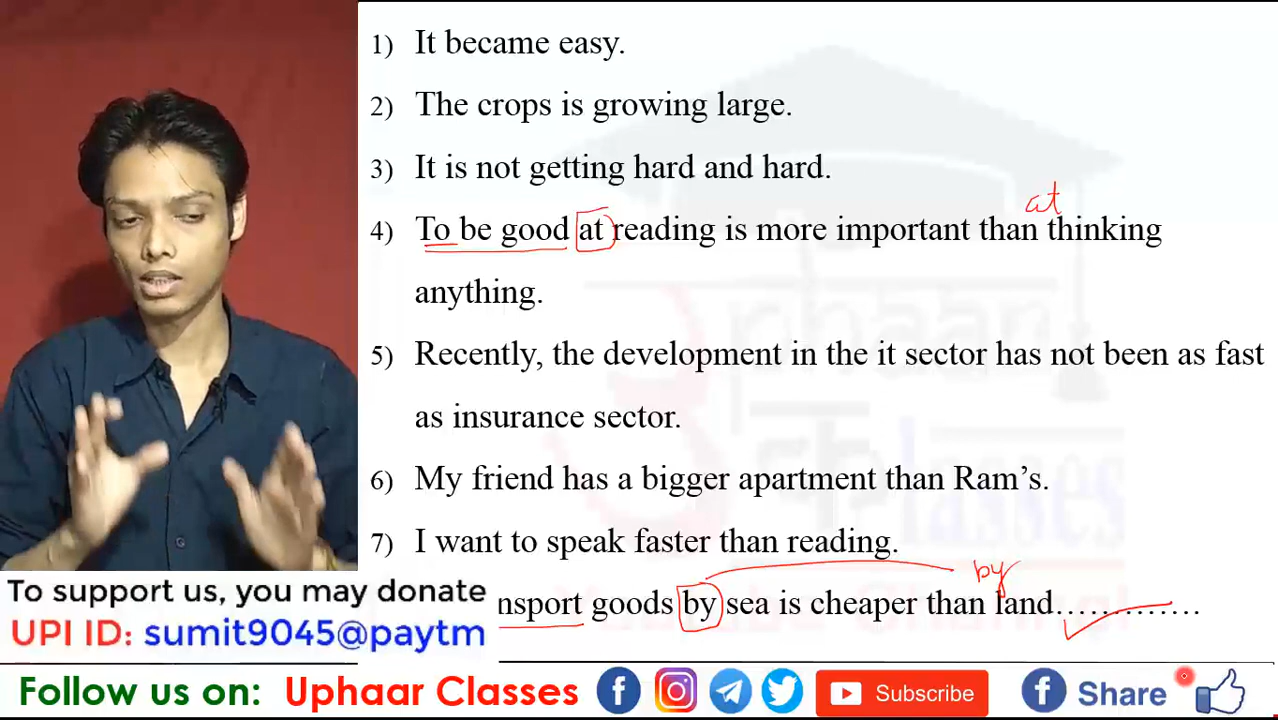 1) It became easy.
2) The crops is growing large.
3) It is not getting hard and hard.
at
4) To be good at reading is more important than thinking
anything.
5) Recently, the development in the it sector has not been as fast
as insurance sector.
6) My friend has a bigger apartment than Ram’s.
7) I want to speak faster than reading.
by
nsport goods by sea is cheaper than land…………..
To support us, you may donate
UPI ID: sumit9045@paytm
Follow us on: Uphaar Classes Subscribe Share